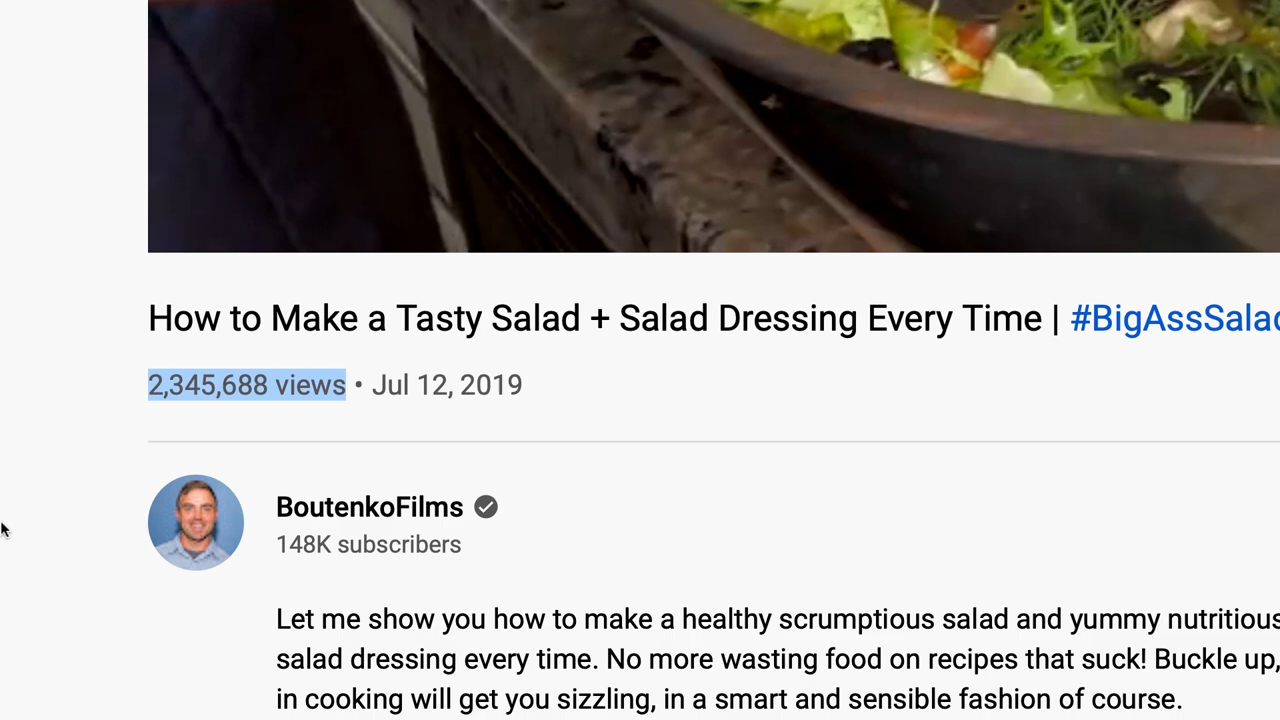 How to Make a Tasty Salad + Salad Dressing Every Time | #BigAssSalad
2,345,688 views • Jul 12, 2019
BoutenkoFilms
148K subscribers
Let me show you how to make a healthy scrumptious salad and yummy nutritious
salad dressing every time. No more wasting food on recipes that suck! Buckle up,
in cooking will get you sizzling, in a smart and sensible fashion of course.